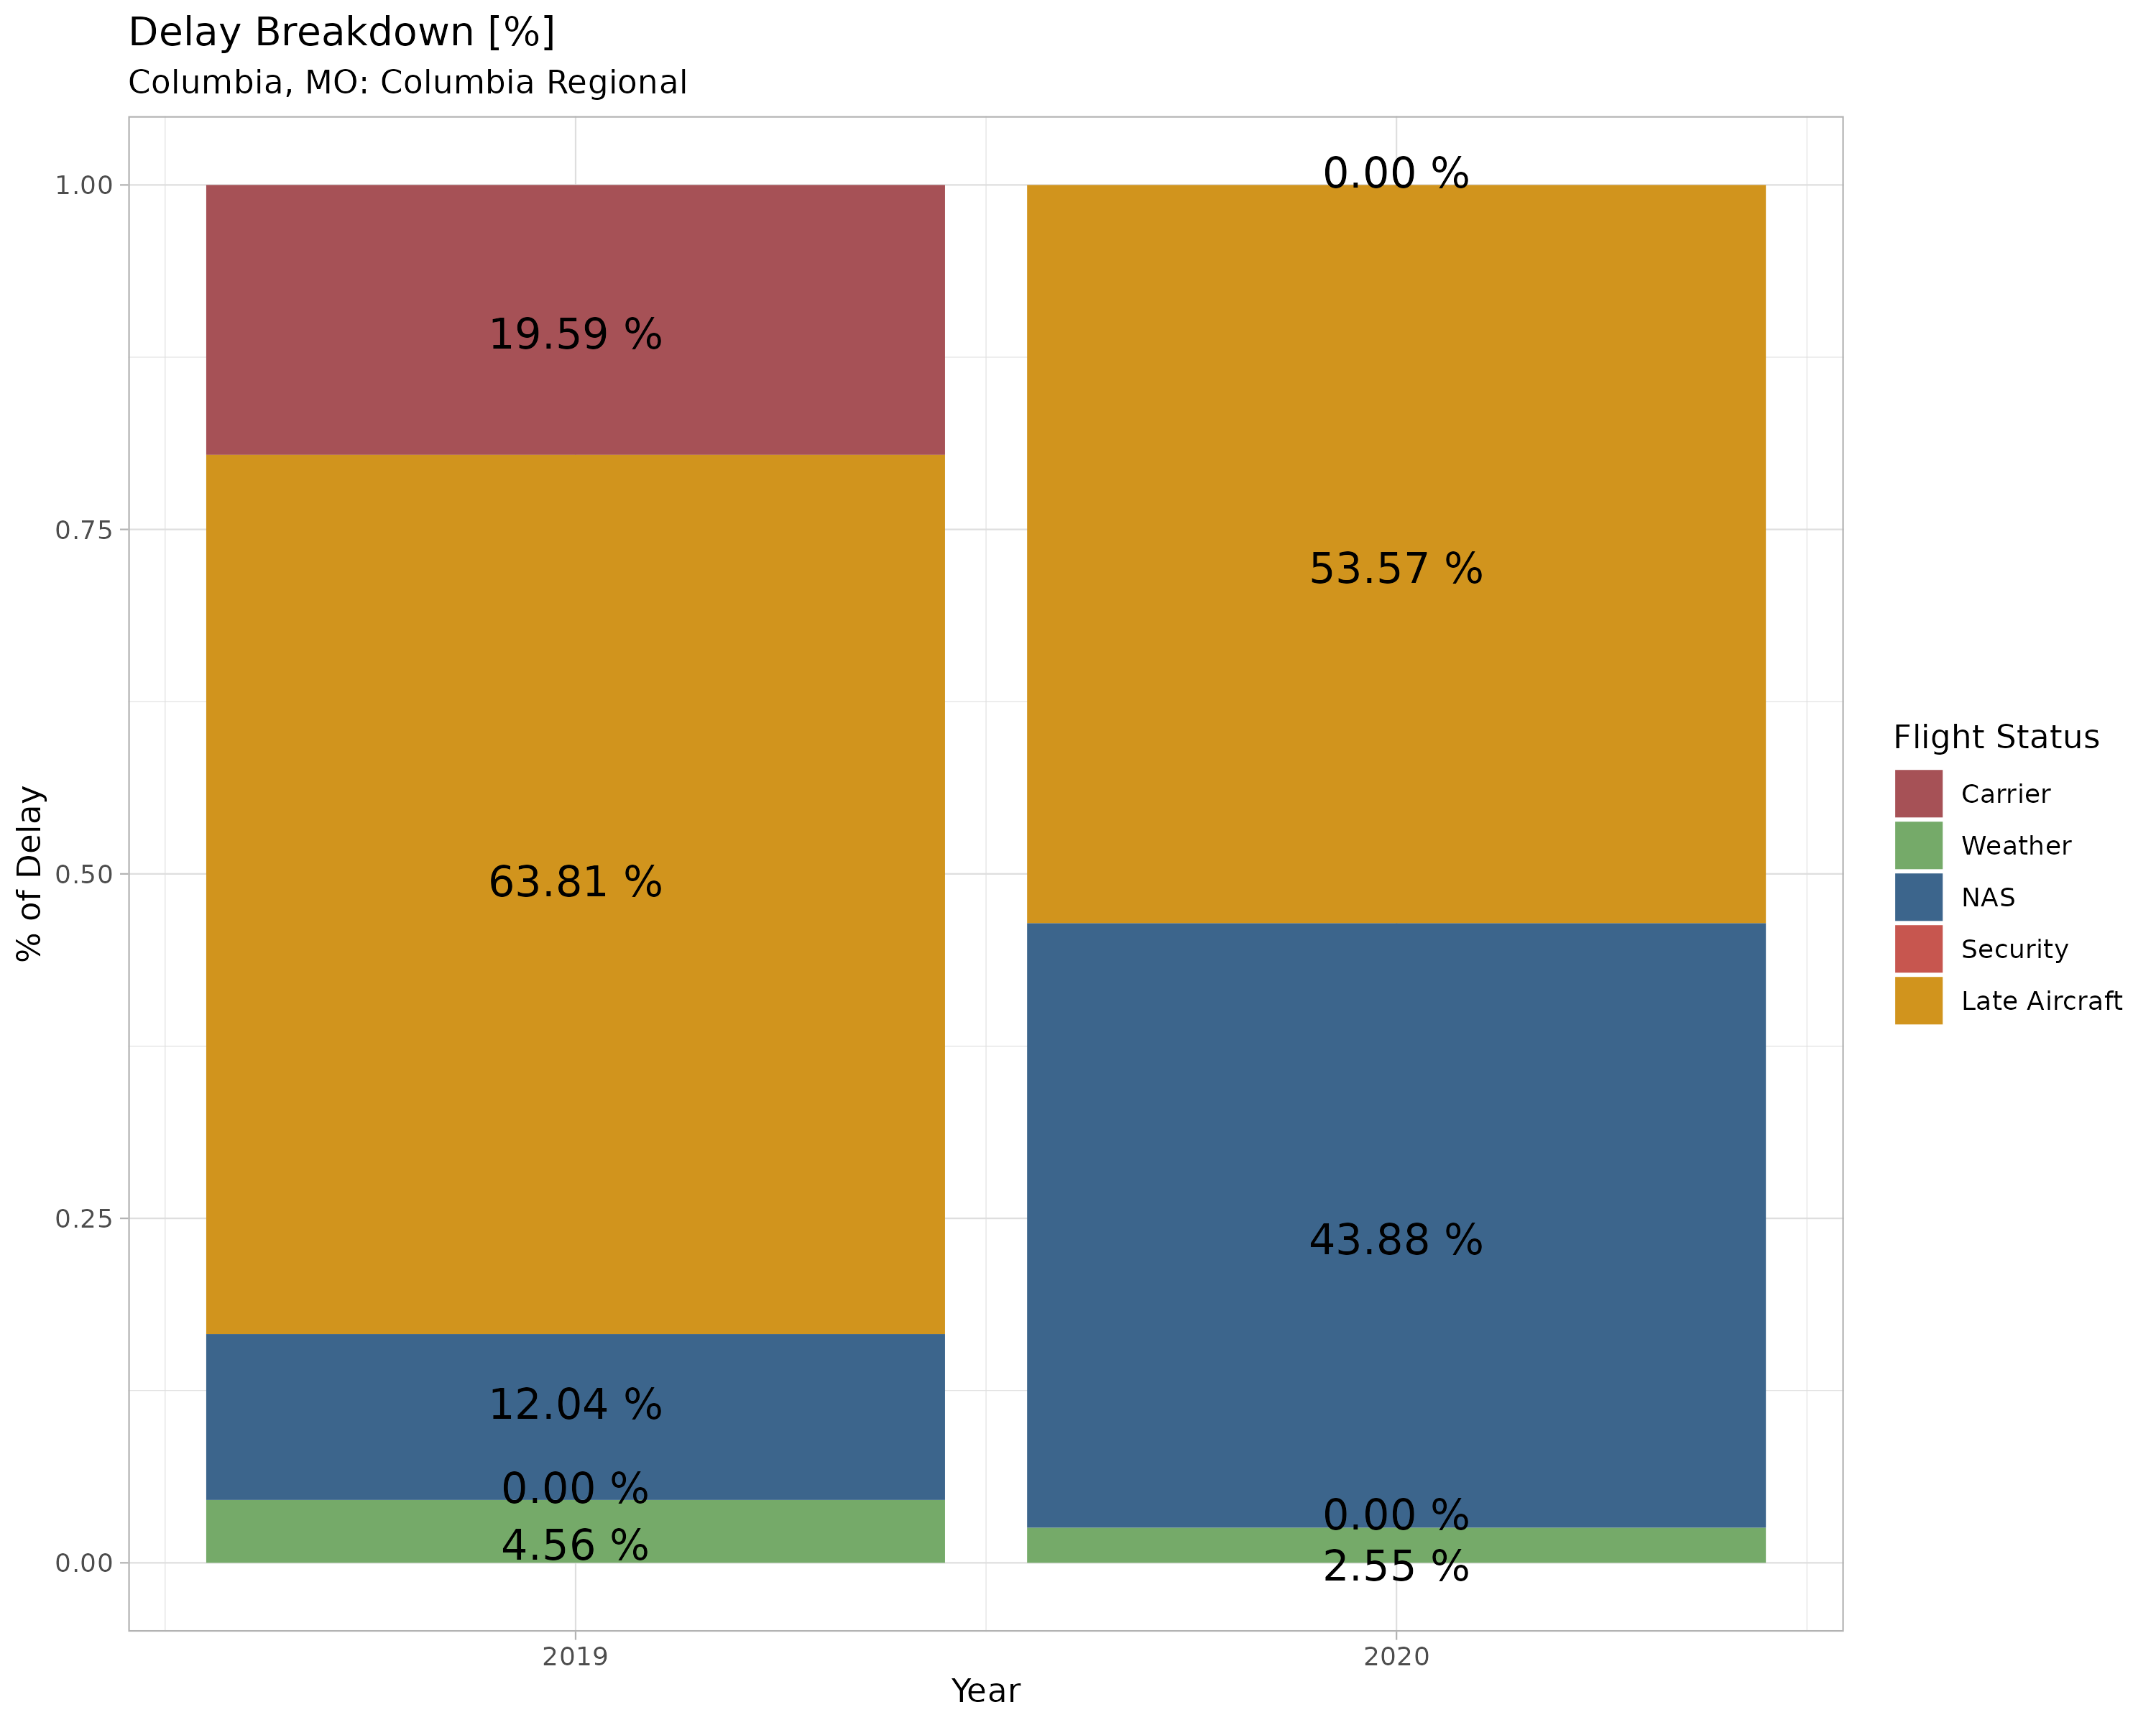 Delay Breakdown [%]
Columbia, MO: Columbia Regional
% of Delay
1.00
0.75
0.50
0.25
0.00
19.59 %
63.81 %
12.04 %
0.00 %
4.56 %
0.00 %
53.57 %
43.88 %
0.00 %
2.55 %
2019
2020
Year
Flight Status
Carrier
Weather
NAS
Security
Late Aircraft